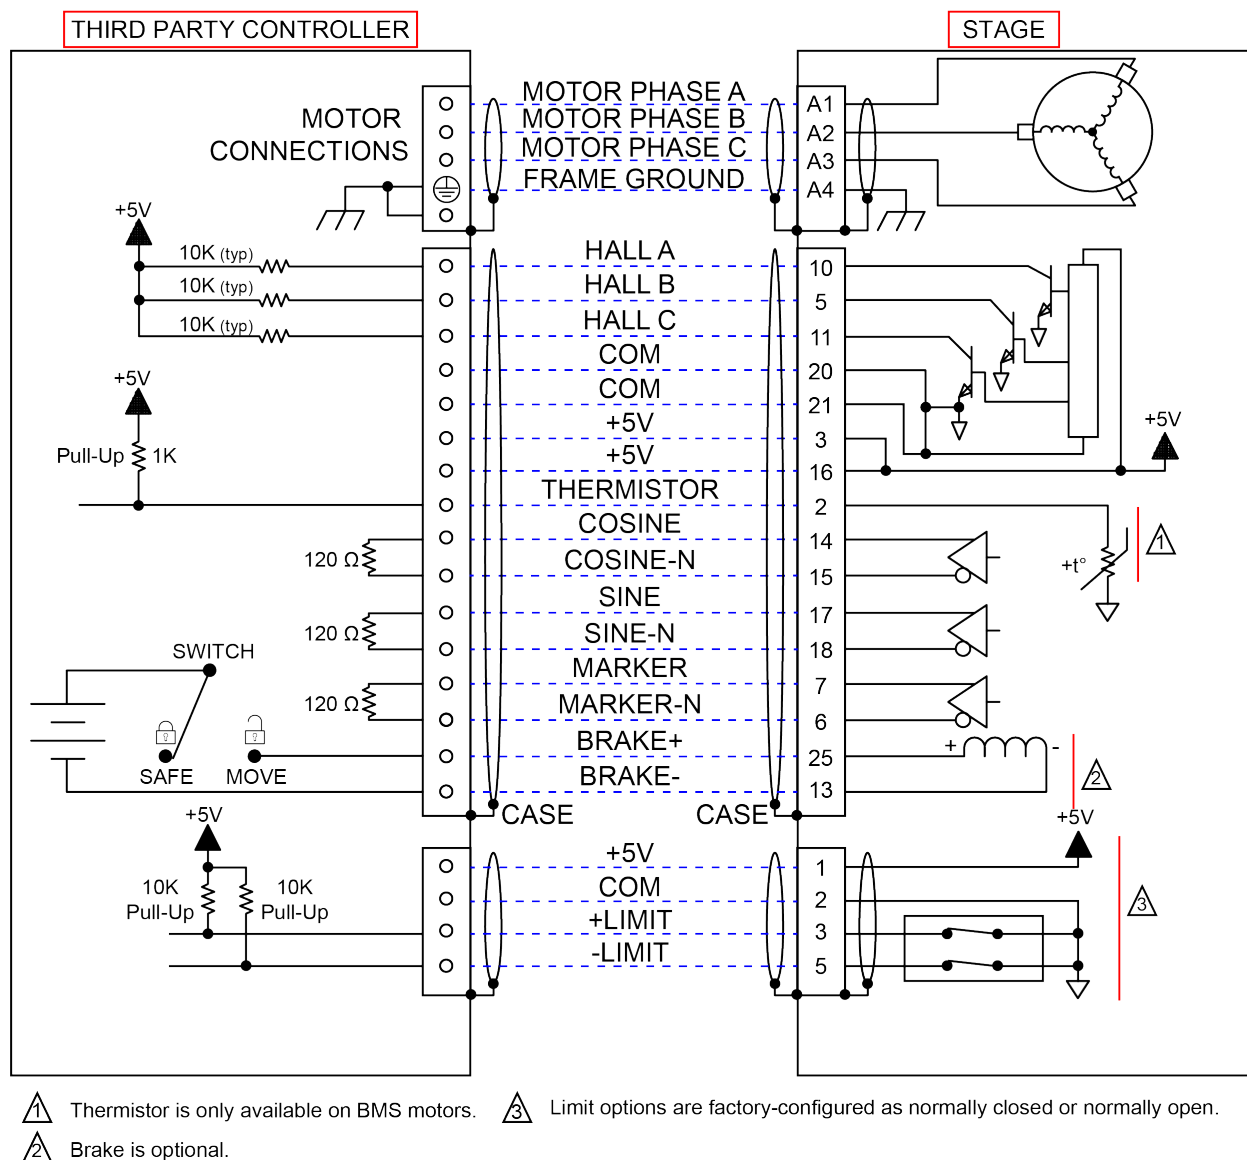 THIRD PARTY CONTROLLER
STAGE
MOTOR
CONNECTIONS
MOTOR PHASE A
A1
MOTOR PHASE B
A2
MOTOR PHASE C
A3
FRAME GROUND
A4
+5V
10K (typ)
HALL A
10
10K (typ)
HALL B
5
10K (typ)
HALL C
11
COM
20
+5V
COM
21
+5V
3
+5V
Pull-Up
1K
+5V
16
THERMISTOR
2
COSINE
14
1
120 Ω
COSINE-N
15
+t°
SINE
17
120 Ω
SINE-N
18
SWITCH
MARKER
7
120 Ω
MARKER-N
6
BRAKE+
25
+
-
SAFE
MOVE
BRAKE-
13
2
CASE
CASE
+5V
+5V
+5V
1
10K
Pull-Up
10K
Pull-Up
COM
2
3
+LIMIT
3
-LIMIT
5
1 Thermistor is only available on BMS motors.
3 Limit options are factory-configured as normally closed or normally open.
2 Brake is optional.